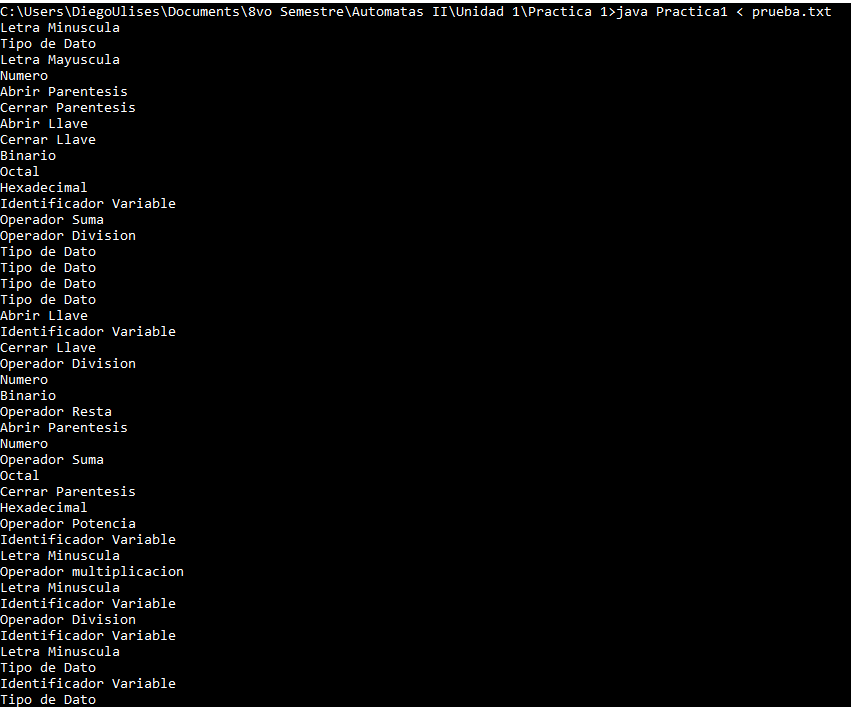 C:\Users\DiegoUlises\Documents\8vo Semestre\Automatas II\Unidad 1\Practica 1>java Practica1 < prueba.txt
Letra Minuscula
Tipo de Dato
Letra Mayuscula
Numero
Abrir Parentesis
Cerrar Parentesis
Abrir Llave
Cerrar Llave
Binario
Octal
Hexadecimal
Identificador Variable
Operador Suma
Operador Division
Tipo de Dato
Tipo de Dato
Tipo de Dato
Tipo de Dato
Abrir Llave
Identificador Variable
Cerrar Llave
Operador Division
Numero
Binario
Operador Resta
Abrir Parentesis
Numero
Operador Suma
Octal
Cerrar Parentesis
Hexadecimal
Operador Potencia
Identificador Variable
Letra Minuscula
Operador multiplicacion
Letra Minuscula
Identificador Variable
Operador Division
Identificador Variable
Letra Minuscula
Tipo de Dato
Identificador Variable
Tipo de Dato